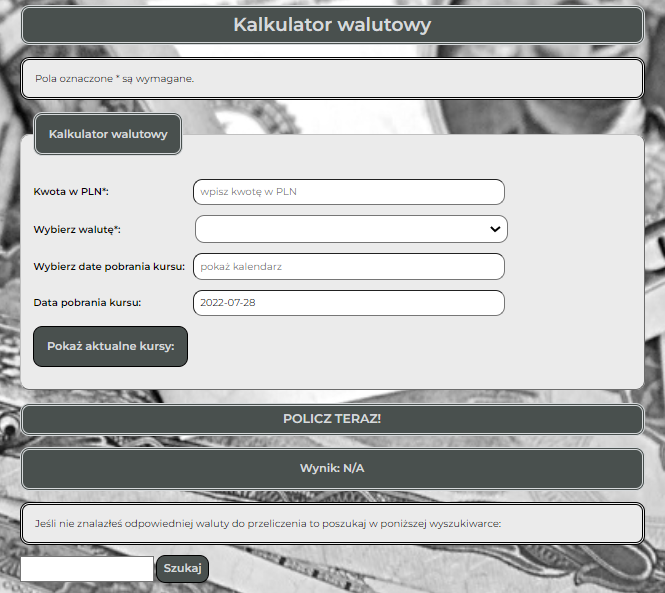 Kalkulator walutowy
Pola oznaczone * są wymagane.
Kalkulator walutowy
Kwota w PLN*:
wpisz kwotę w PLN
Wybierz walutę*:
Wybierz date pobrania kursu:
pokaż kalendarz
Data pobrania kursu:
2022-07-28
Pokaż aktualne kursy:
POLICZ TERAZ!
Wynik: N/A
Jeśli nie znalazłeś odpowiedniej waluty do przeliczenia to poszukaj w poniższej wyszukiwarce:
Szukaj